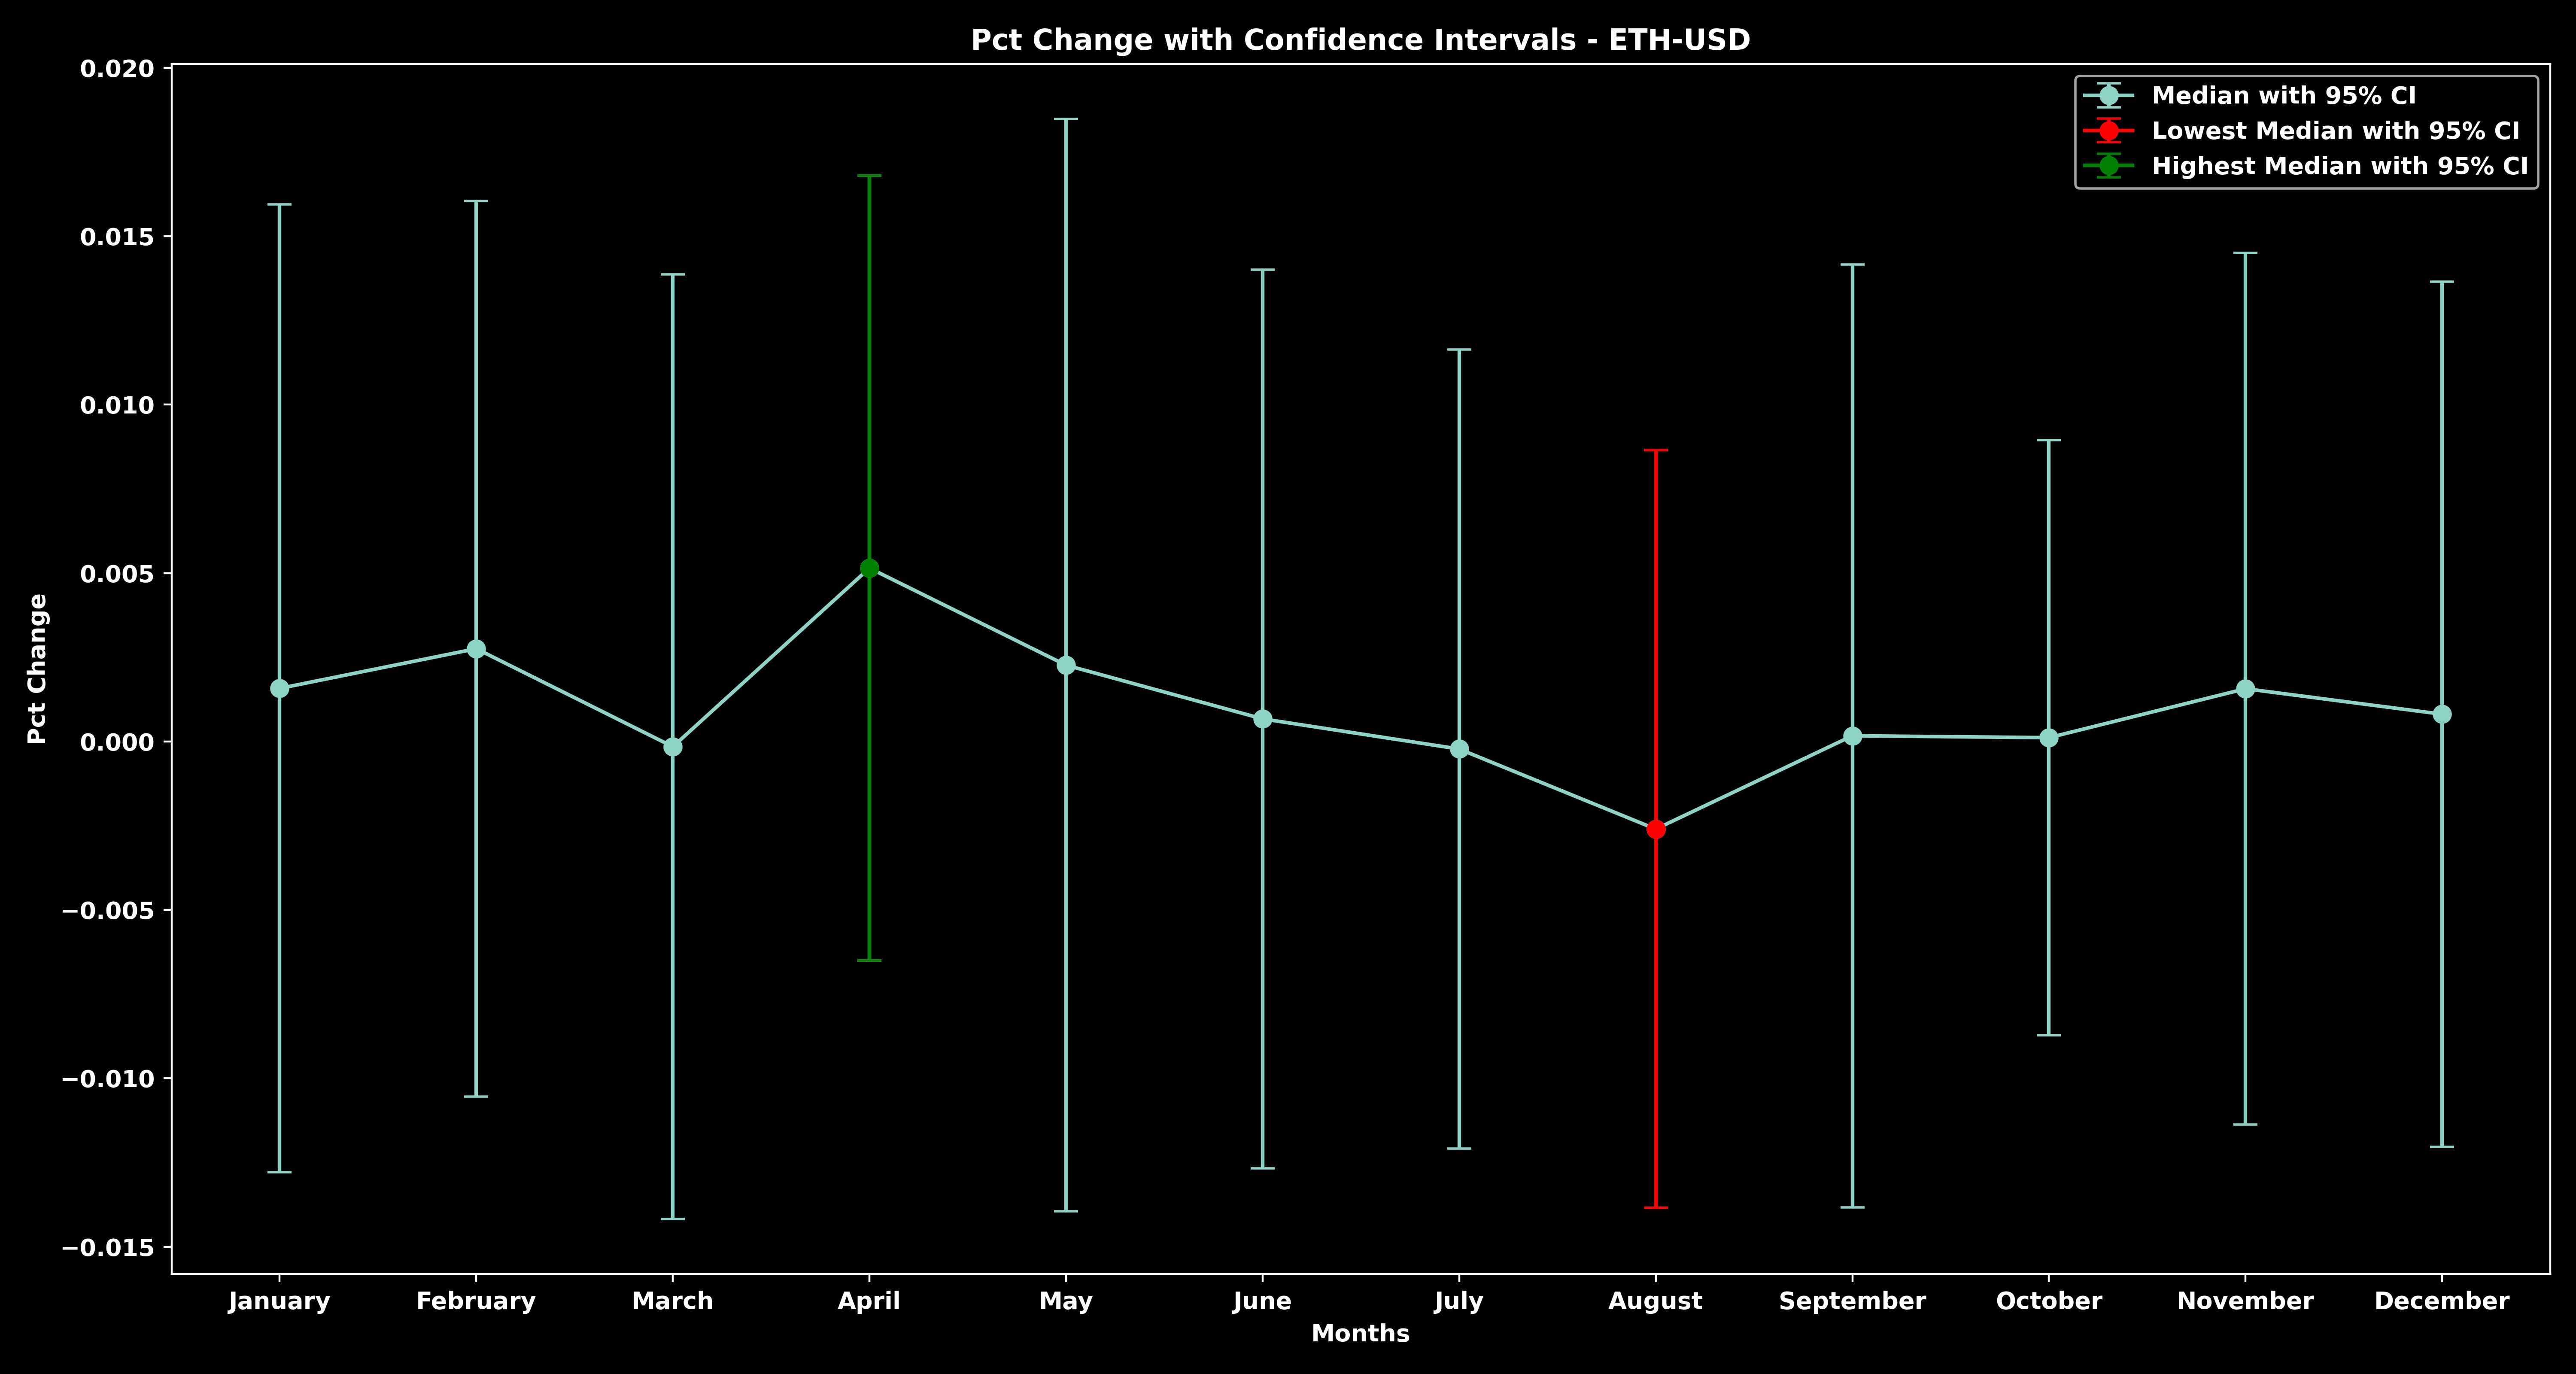 Pct Change with Confidence Intervals - ETH-USD
Median with 95% CI
Lowest Median with 95% CI
Highest Median with 95% CI
Pct Change
0.020
0.015
0.010
0.005
0.000
−0.005
−0.010
−0.015
January February March April May June July August September October November December
Months